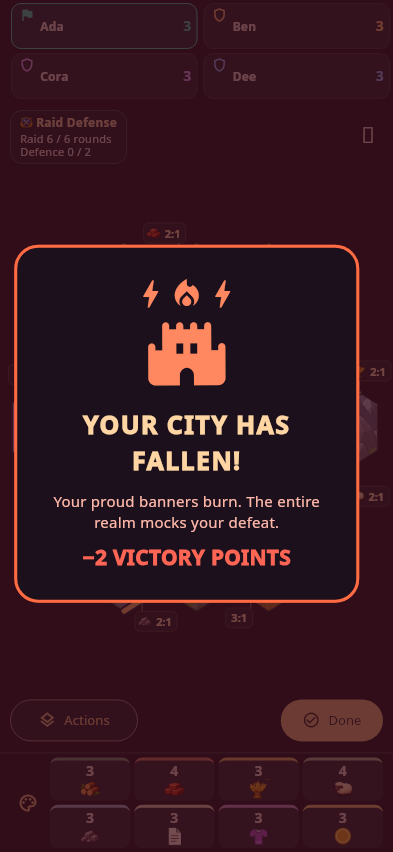 Ada 3
Ben 3
Cora 3
Dee 3
Raid Defense
Raid 6 / 6 rounds
Defence 0 / 2
2:1
2:1
YOUR CITY HAS
FALLEN!
Your proud banners burn. The entire
realm mocks your defeat.
−2 VICTORY POINTS
2:1
2:1
3:1
Actions
Done
3 4 3 4
3 3 3 3